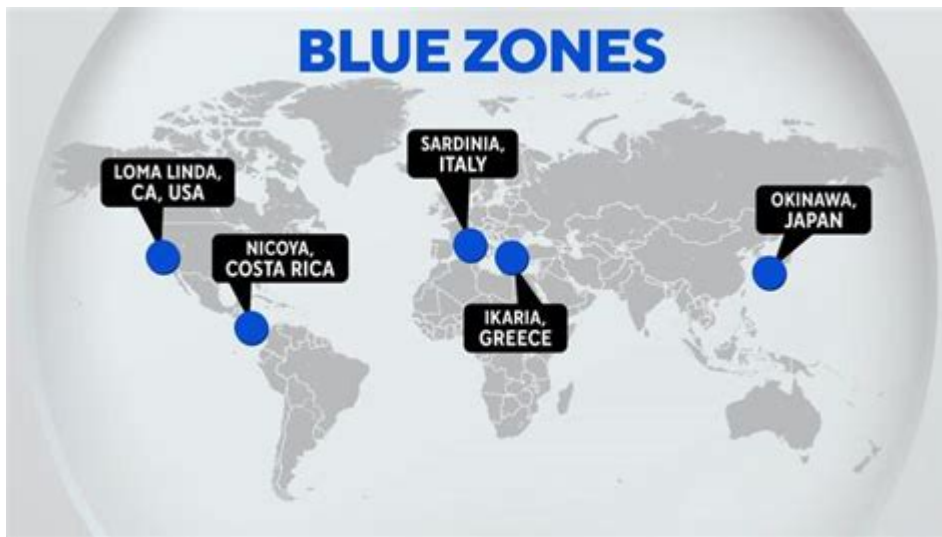 BLUE ZONES
LOMA LINDA,
CA, USA
NICOYA,
COSTA RICA
SARDINIA,
ITALY
IKARIA,
GREECE
OKINAWA,
JAPAN